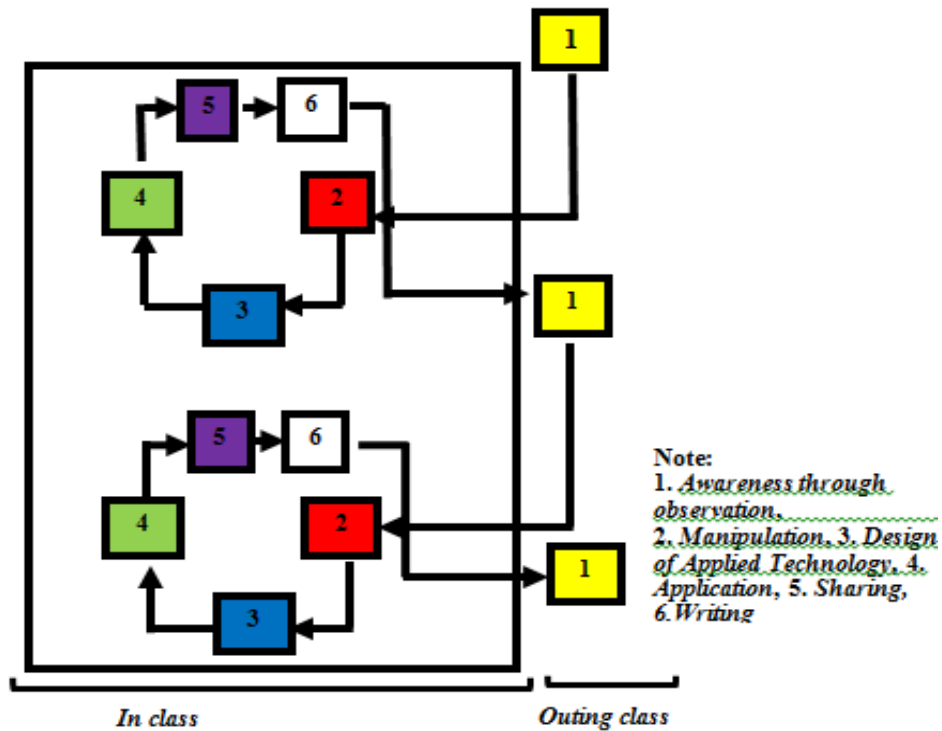 1
5
6
4
2
3
1
5
6
4
2
3
1
Note:
1. Awareness through
observation,
2. Manipulation, 3. Design
of Applied Technology, 4.
Application, 5. Sharing,
6.Writing
In class
Outing class